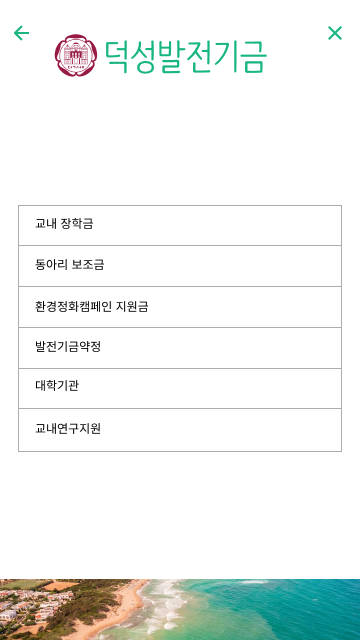 덕성발전기금
교내 장학금
동아리 보조금
환경정화캠페인 지원금
발전기금약정
대학기관
교내연구지원